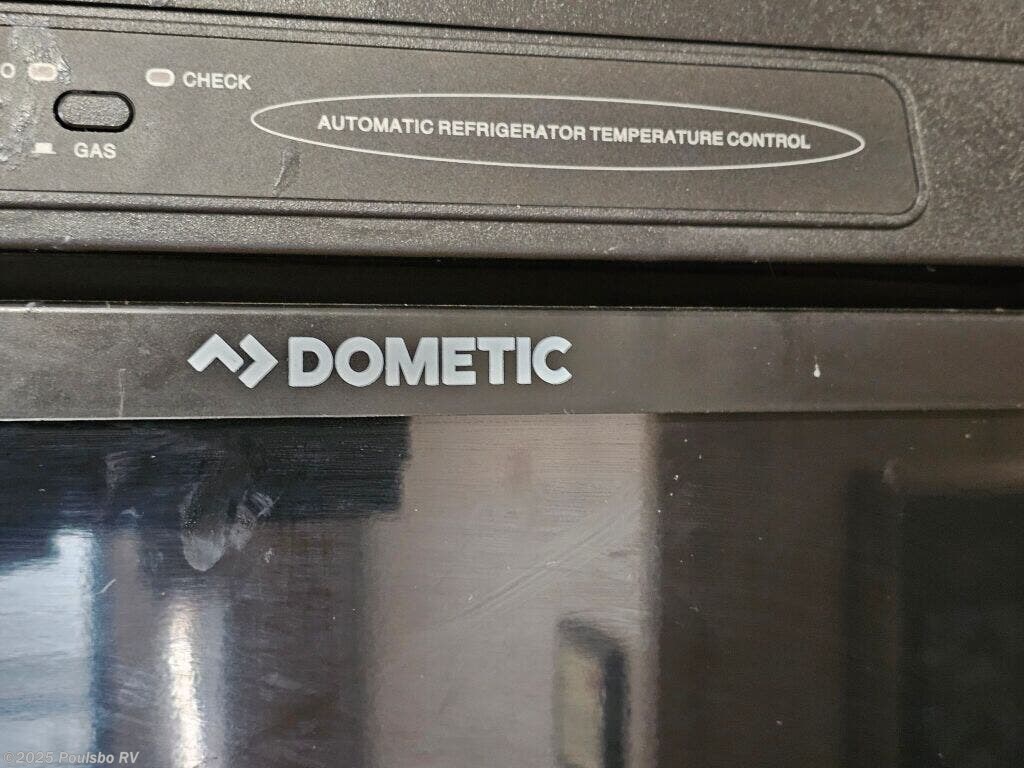 O
CHECK
GAS
AUTOMATIC REFRIGERATOR TEMPERATURE CONTROL
DOMETIC
©2025 Poulsbo RV